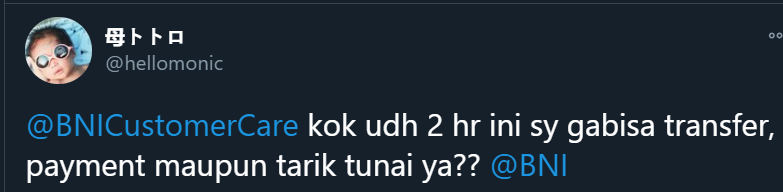 母トトロ
@hellomonic
@BNICustomerCare kok udh 2 hr ini sy gabisa transfer,
payment maupun tarik tunai ya?? @BNI